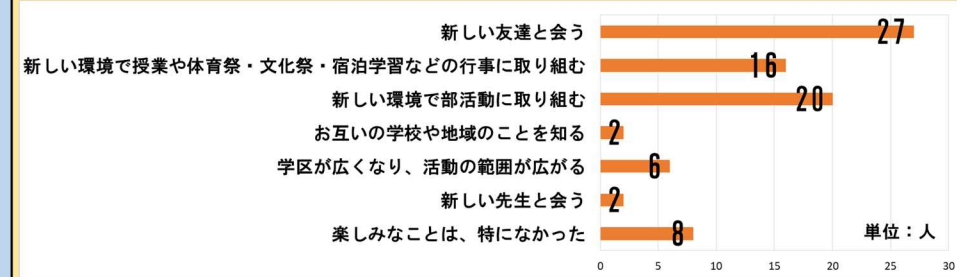 新しい友達と会う 27
新しい環境で授業や体育祭・文化祭・宿泊学習などの行事に取り組む 16
新しい環境で部活動に取り組む 20
お互いの学校や地域のことを知る 2
学区が広くなり、活動の範囲が広がる 6
新しい先生と会う 2
楽しみなことは、特になかった 8
単位：人
0 5 10 15 20 25 30